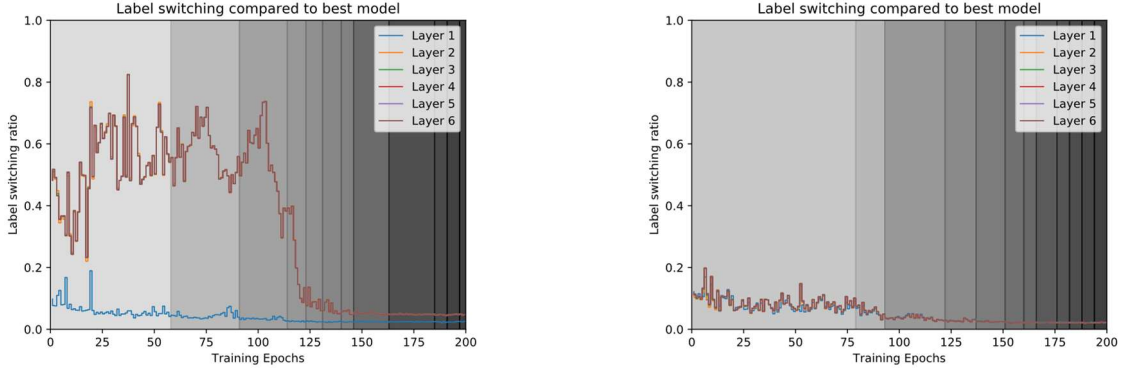 Label switching compared to best model
1.0
0.8
0.6
0.4
0.2
0.0
Label switching ratio
0 25 50 75 100 125 150 175 200
Training Epochs
Layer 1
Layer 2
Layer 3
Layer 4
Layer 5
Layer 6
Label switching compared to best model
1.0
0.8
0.6
0.4
0.2
0.0
Label switching ratio
0 25 50 75 100 125 150 175 200
Training Epochs
Layer 1
Layer 2
Layer 3
Layer 4
Layer 5
Layer 6